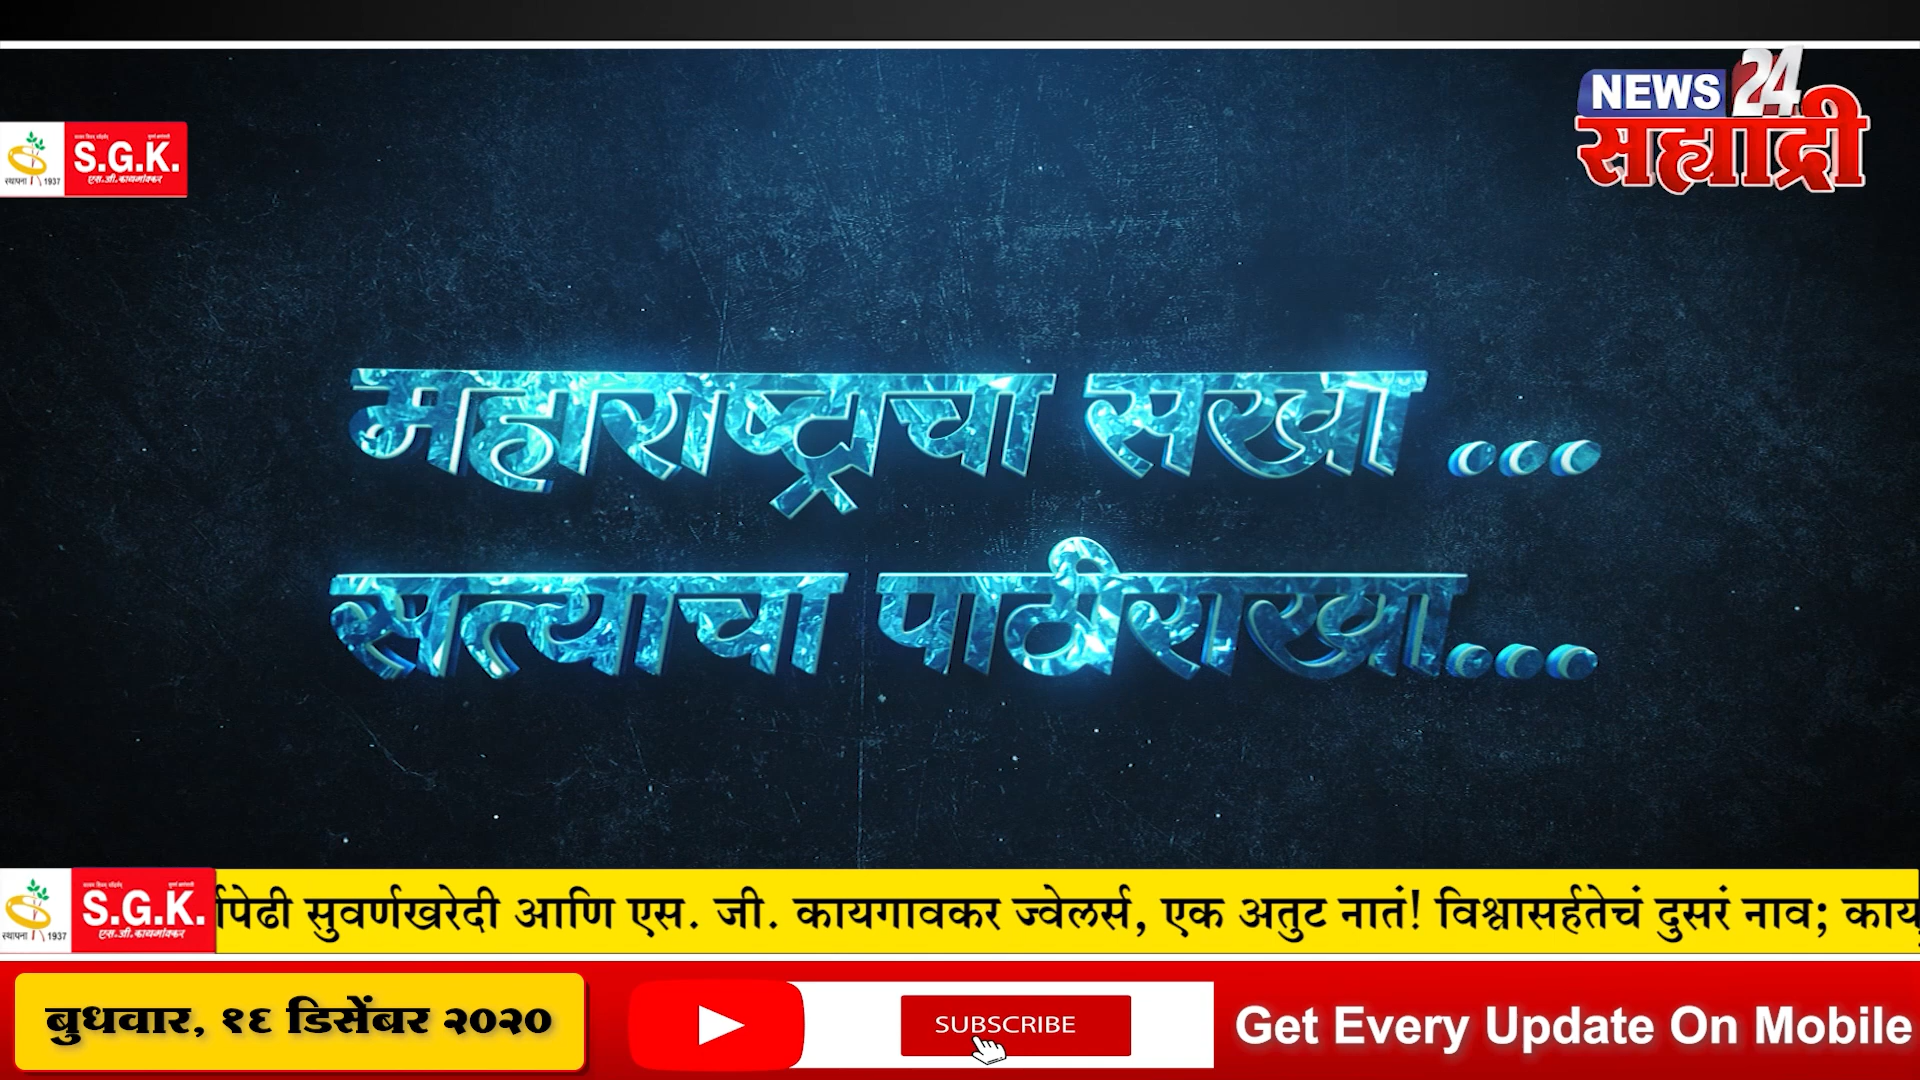 NEWS 24
सह्याद्री
S.G.K.
एस.जी.कायगांवकर
स्थापना 1937
महाराष्ट्राचा सखा ...
सत्याचा पाठीराखा...
S.G.K.
एस.जी.कायगांवकर
स्थापना 1937
सुवर्णखरेदी आणि एस. जी. कायगावकर ज्वेलर्स, एक अतुट नातं! विश्वासर्हतेचं दुसरं नाव;
बुधवार, १६ डिसेंबर २०२०
SUBSCRIBE
Get Every Update On Mobile